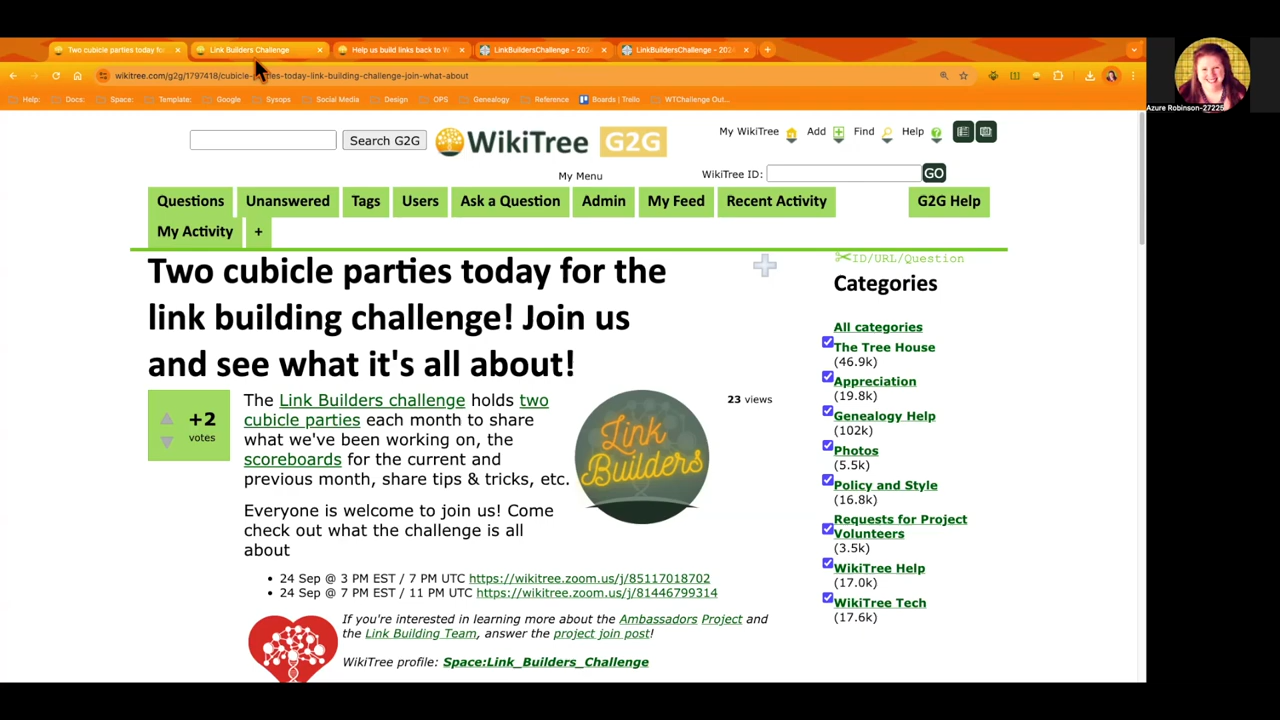 Two cubicle parties today for
Link Builders Challenge
Help us build links back to W
LinkBuildersChallenge - 202
LinkBuildersChallenge - 202
wikitree.com/g2g/1797418/cubicle-parties-today-link-building-challenge-join-what-about
Help:
Docs:
Space:
Template:
Google
Sysops
Social Media
Design
OPS
Genealogy
Reference
Boards | Trello
WTChallenge Out...
Azure Robinson-27225
Search G2G
WikiTree G2G
My WikiTree
Add
Find
Help
My Menu
WikiTree ID:
GO
Questions
Unanswered
Tags
Users
Ask a Question
Admin
My Feed
Recent Activity
G2G Help
My Activity
+
Two cubicle parties today for the
link building challenge! Join us
and see what it's all about!
ID/URL/Question
Categories
All categories
The Tree House
(46.9k)
Appreciation
(19.8k)
Genealogy Help
(102k)
Photos
(5.5k)
Policy and Style
(16.8k)
Requests for Project
Volunteers
(3.5k)
WikiTree Help
(17.0k)
WikiTree Tech
(17.6k)
+2
votes
23 views
The Link Builders challenge holds two
cubicle parties each month to share
what we've been working on, the
scoreboards for the current and
previous month, share tips & tricks, etc.
Link
Builders
Everyone is welcome to join us! Come
check out what the challenge is all
about
• 24 Sep @ 3 PM EST / 7 PM UTC https://wikitree.zoom.us/j/85117018702
• 24 Sep @ 7 PM EST / 11 PM UTC https://wikitree.zoom.us/j/81446799314
If you're interested in learning more about the Ambassadors Project and
the Link Building Team, answer the project join post!
WikiTree profile: Space:Link_Builders_Challenge